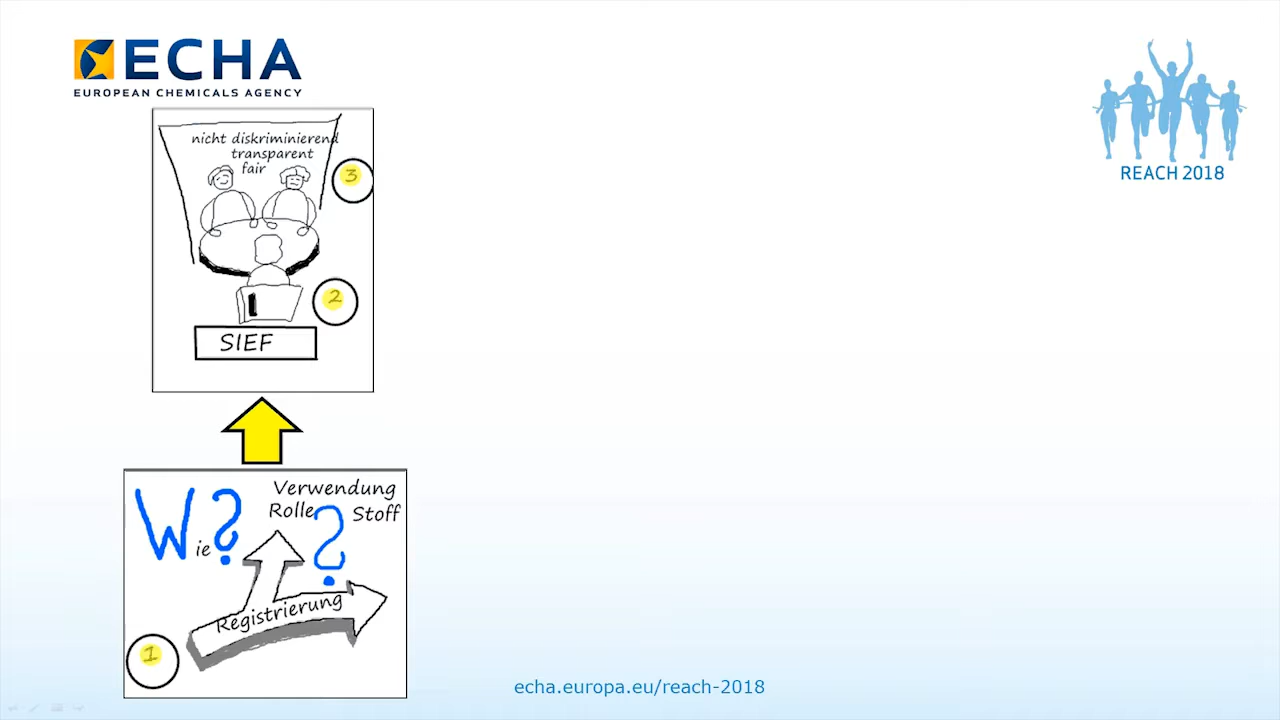 ECHA
EUROPEAN CHEMICALS AGENCY
REACH 2018
nicht diskriminierend
transparent
fair
3
2
SIEF
Wie?
Verwendung
Rolle
Stoff
?
Registrierung
1
echa.europa.eu/reach-2018